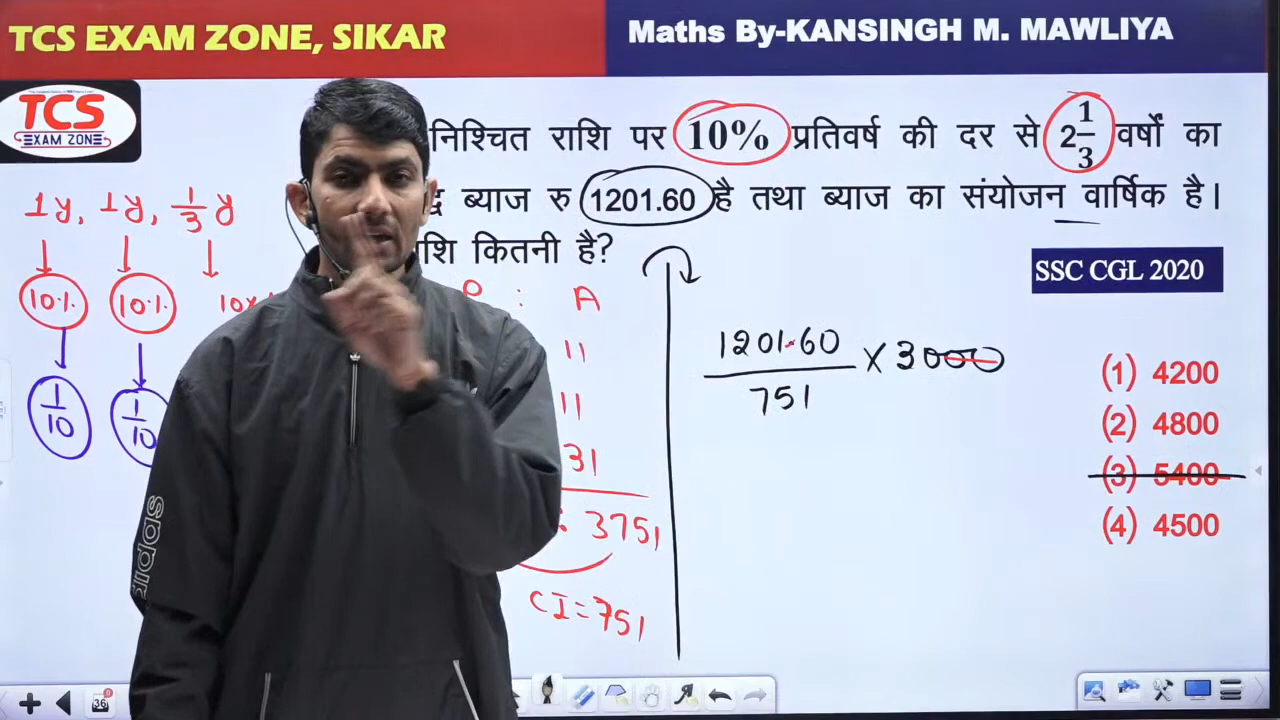 TCS EXAM ZONE, SIKAR
Maths By-KANSINGH M. MAWLIYA
TCS
EXAM ZONE
निश्चित राशि पर 10% प्रतिवर्ष की दर से 2 1/3 वर्षों का
ब्याज रु 1201.60 है तथा ब्याज का संयोजन वार्षिक है।
कितनी है?
SSC CGL 2020
1y, 1y, 1/3 y
10% 10%
1/10 1/10
: A
11
11
31
: 3751
CI=751
1201.60/751 × 3000
(1) 4200
(2) 4800
(3) 5400
(4) 4500
adidas
36